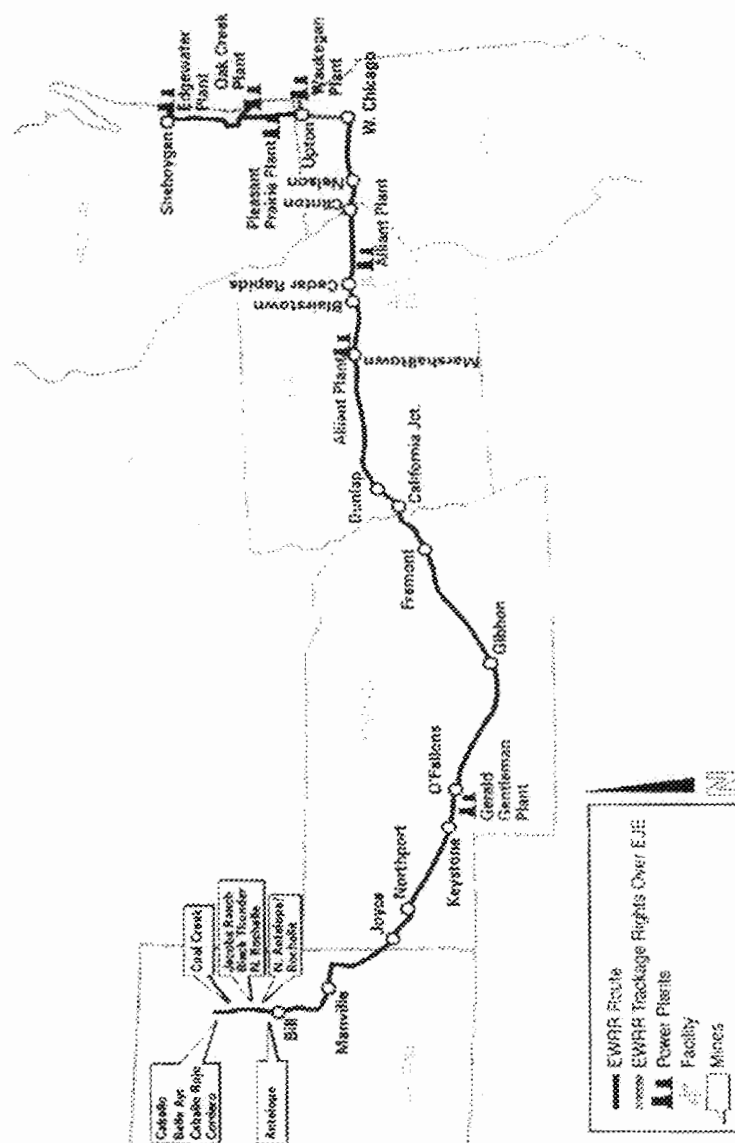 Caballo
Belle Ayr
Caballo Rojo
Cordero
Antelope
Coal Creek
Jacobs Ranch
Black Thunder
N. Rochelle
N. Antelope/
Rochelle
Bill
Manville
Joyce
Northport
Keystone
O'Fallons
Gerald
Gentleman
Plant
Gibbon
Fremont
California Jct.
Dunlap
Alliant Plant
Marshalltown
Blairstown
Cedar Rapids
Alliant Plant
Clinton
Nelson
W. Chicago
Upton
Waukegan
Plant
Pleasant
Prairie Plant
Oak Creek
Plant
Edgewater
Plant
Sheboygan
EWRR Route
EWRR Trackage Rights Over EJE
Power Plants
Facility
Mines
N